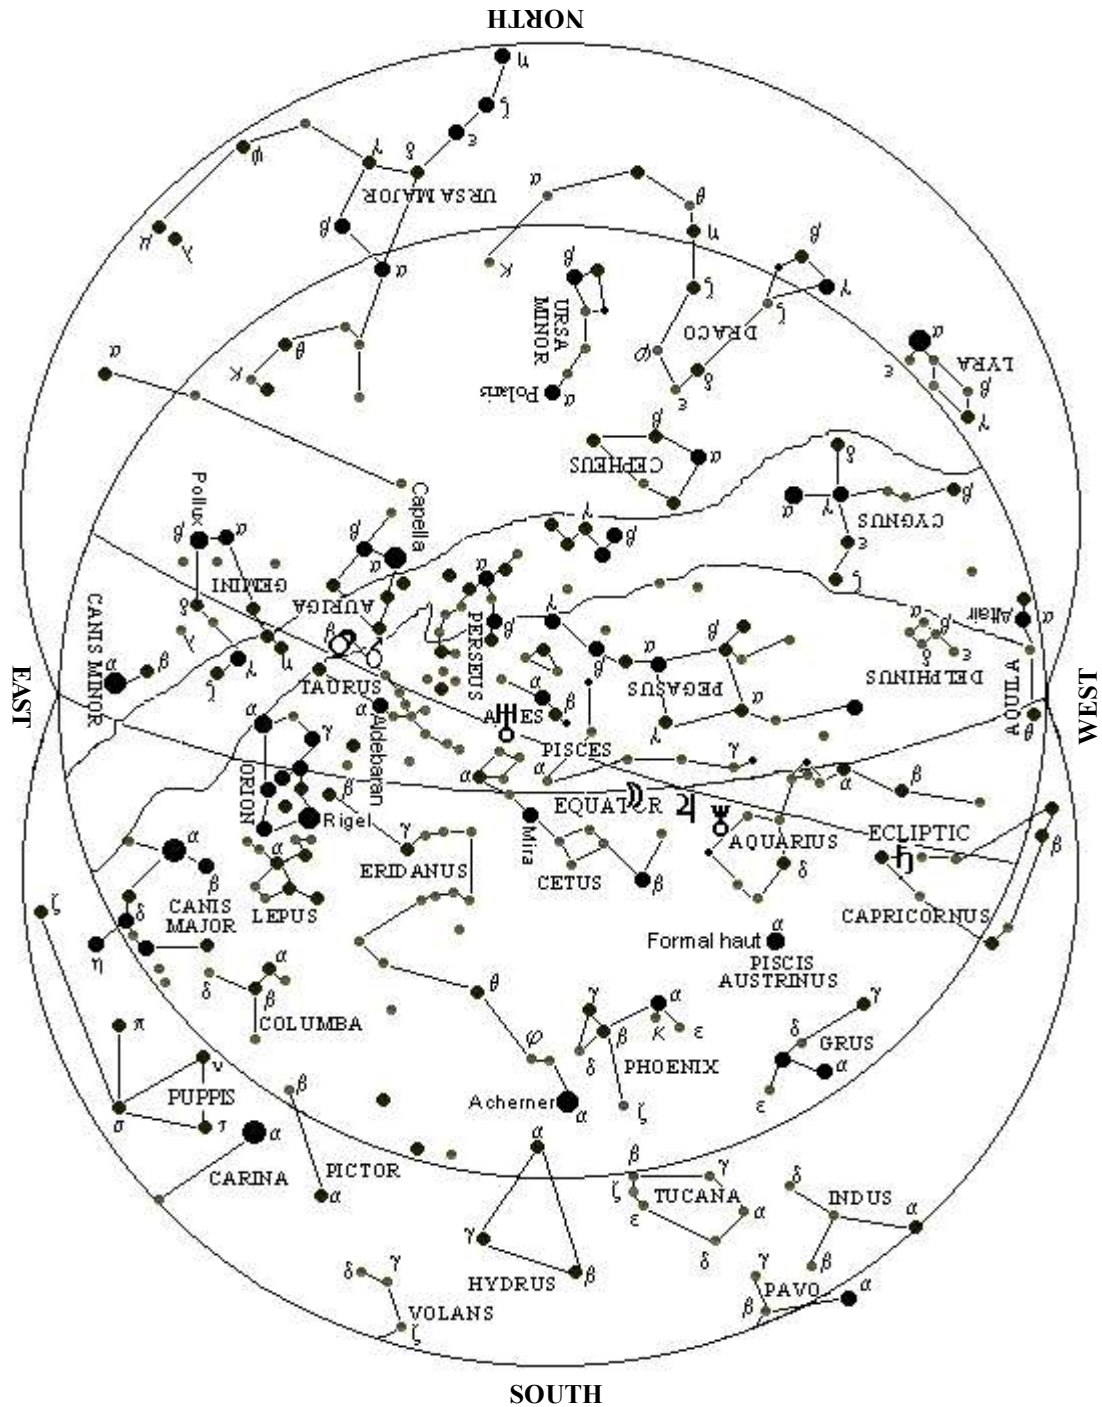 NORTH
η
ζ
ε
φ
γ
δ
URSA MAJOR
α
θ
μ
λ
β
η
β
κ
α
β
γ
ζ
URSA
MINOR
ζ
DRACO
α
LYRA
ε
α
θ
κ
φ
δ
β
γ
Polaris
α
ε
β
CEPHEUS
α
δ
Pollux
Capella
β
α
γ
β
CYGNUS
γ
β
β
α
ε
GEMINI
α
ζ
δ
AURIGA
PERSEUS
γ
β
α
Altair
α
β
δ
ε
DELPHINUS
CANIS MINOR
α
β
λ
γ
ζ
η
β
β
β
α
PEGASUS
β
EAST
TAURUS
α
Aldebaran
ARIES
β
γ
α
AQUILA
θ
WEST
α
γ
PISCES
ORION
β
α
α
γ
α
β
EQUATOR
Rigel
γ
Mira
AQUARIUS
ECLIPTIC
β
α
α
β
ERIDANUS
CETUS
β
δ
ζ
CANIS
MAJOR
LEPUS
CAPRICORNUS
δ
η
Formal haut
α
PISCIS
AUSTRINUS
δ
α
β
COLUMBA
θ
γ
α
κ
ε
β
δ
PHOENIX
γ
δ
GRUS
π
ν
PUPPIS
β
φ
α
ε
σ
τ
Acherner
α
ζ
α
CARINA
PICTOR
α
α
β
γ
ζ
TUCANA
ε
α
δ
δ
INDUS
α
γ
HYDRUS
β
β
δ
γ
VOLANS
ζ
γ
PAVO
β
α
SOUTH